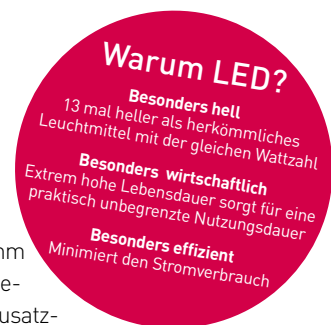 Warum LED?
Besonders hell
13 mal heller als herkömmliches
Leuchtmittel mit der gleichen Wattzahl
Besonders wirtschaftlich
Extrem hohe Lebensdauer sorgt für eine
praktisch unbegrenzte Nutzungsdauer
Besonders effizient
Minimiert den Stromverbrauch